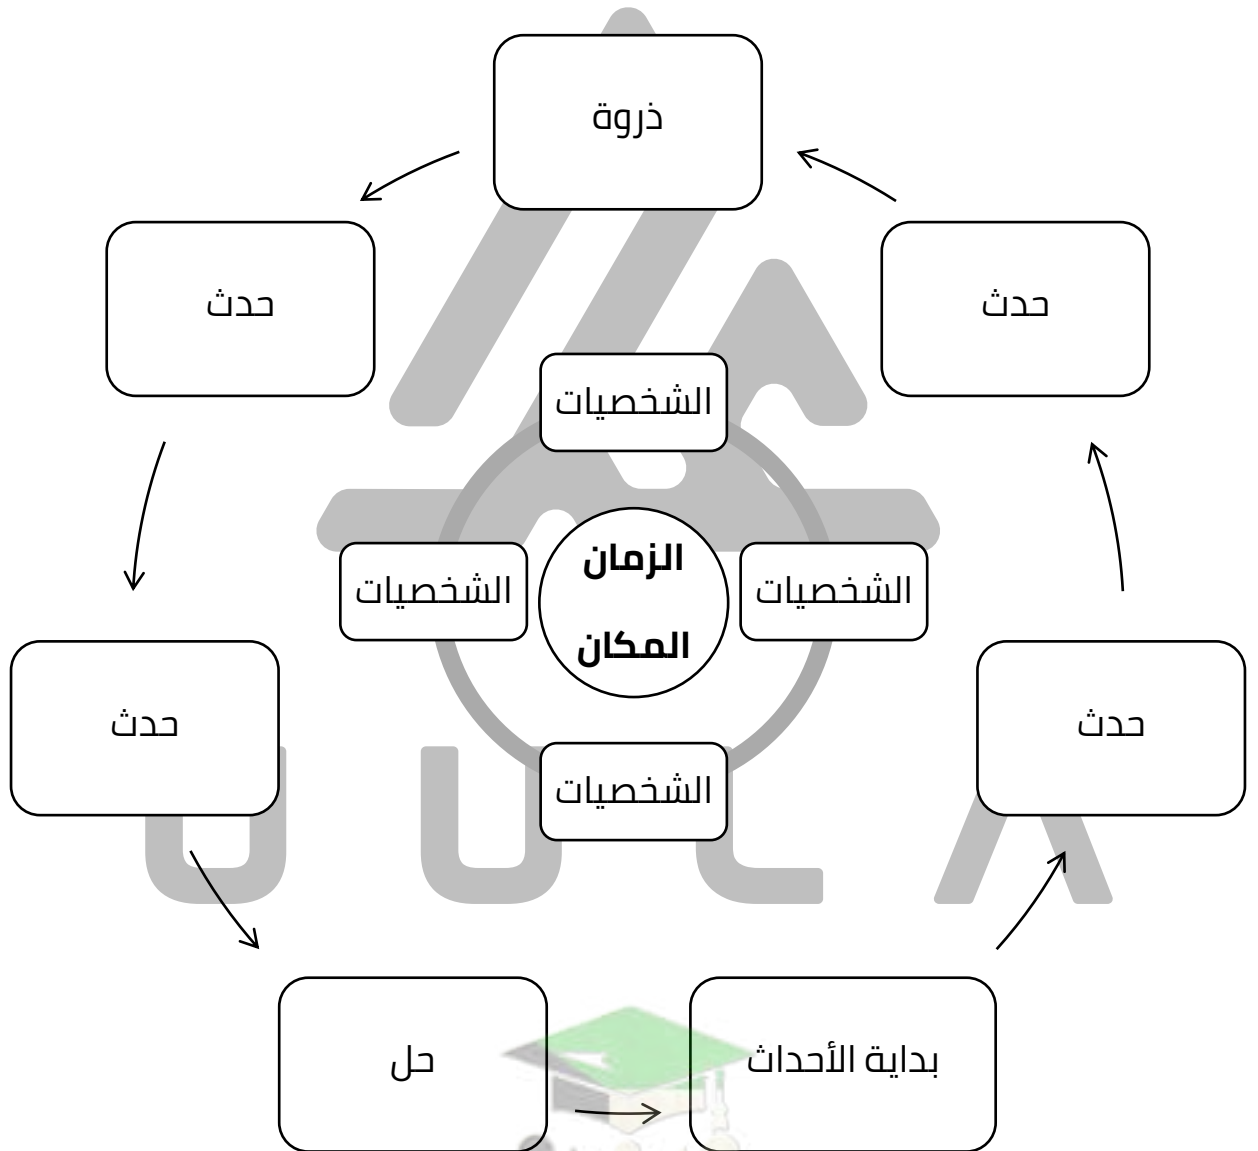 ذروة
حدث
حدث
الشخصيات
الزمان
المكان
الشخصيات
الشخصيات
الشخصيات
حدث
حدث
بداية الأحداث
حل
U U L A